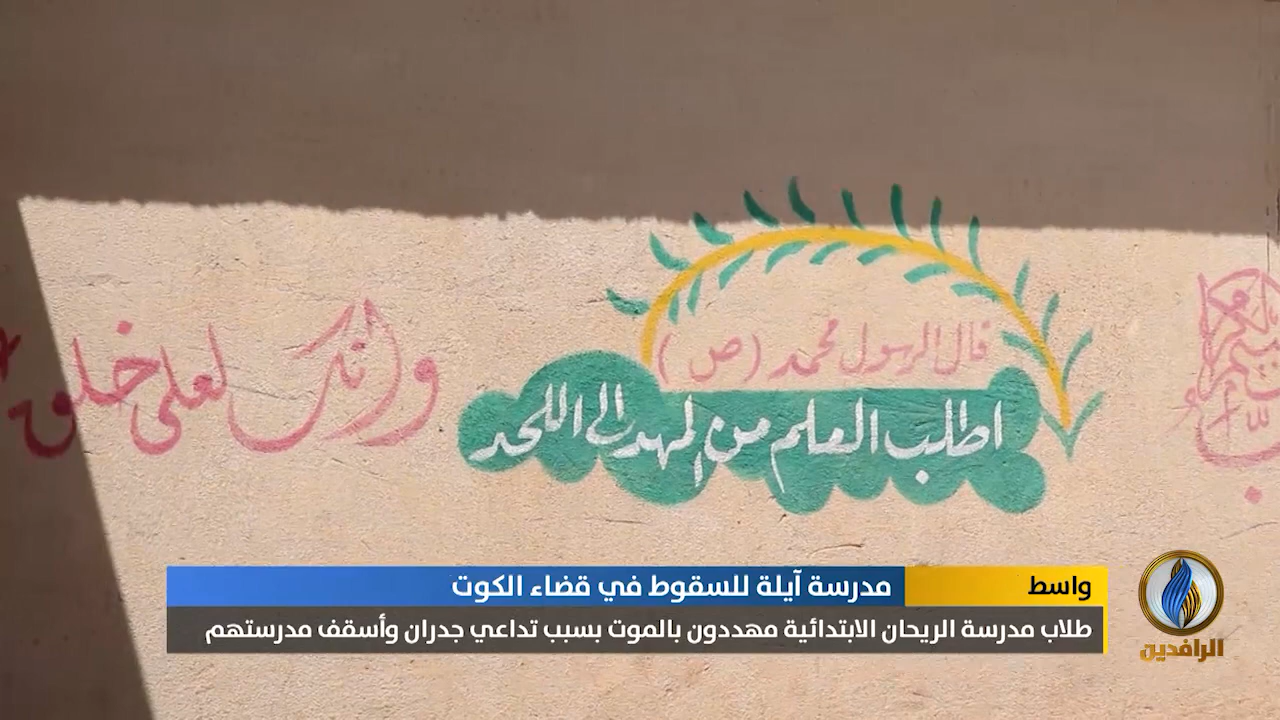 قال الرسول محمد (ص)
اطلب العلم من المهد الى اللحد
وانك لعلى خلق
واسط
مدرسة آيلة للسقوط في قضاء الكوت
طلاب مدرسة الريحان الابتدائية مهددون بالموت بسبب تداعي جدران وأسقف مدرستهم
الرافدين